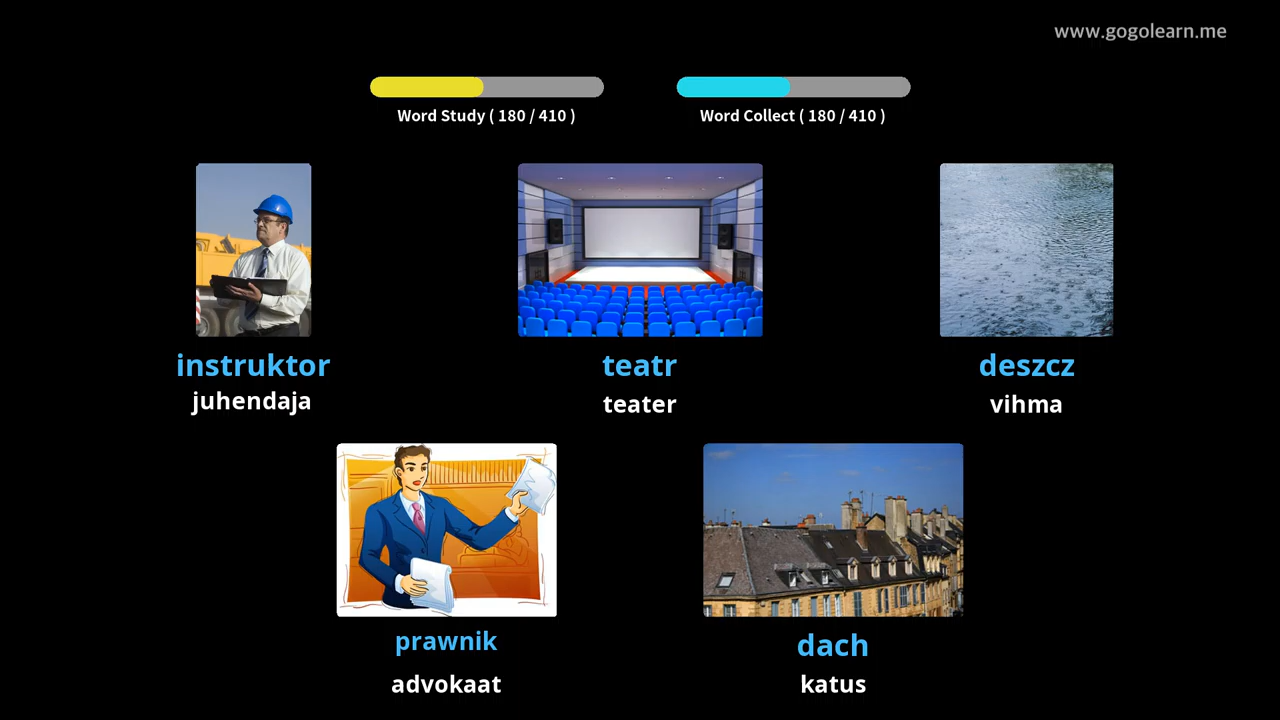 www.gogolearn.me
Word Study ( 180 / 410 )
Word Collect ( 180 / 410 )
instruktor
juhendaja
teatr
teater
deszcz
vihma
prawnik
advokaat
dach
katus